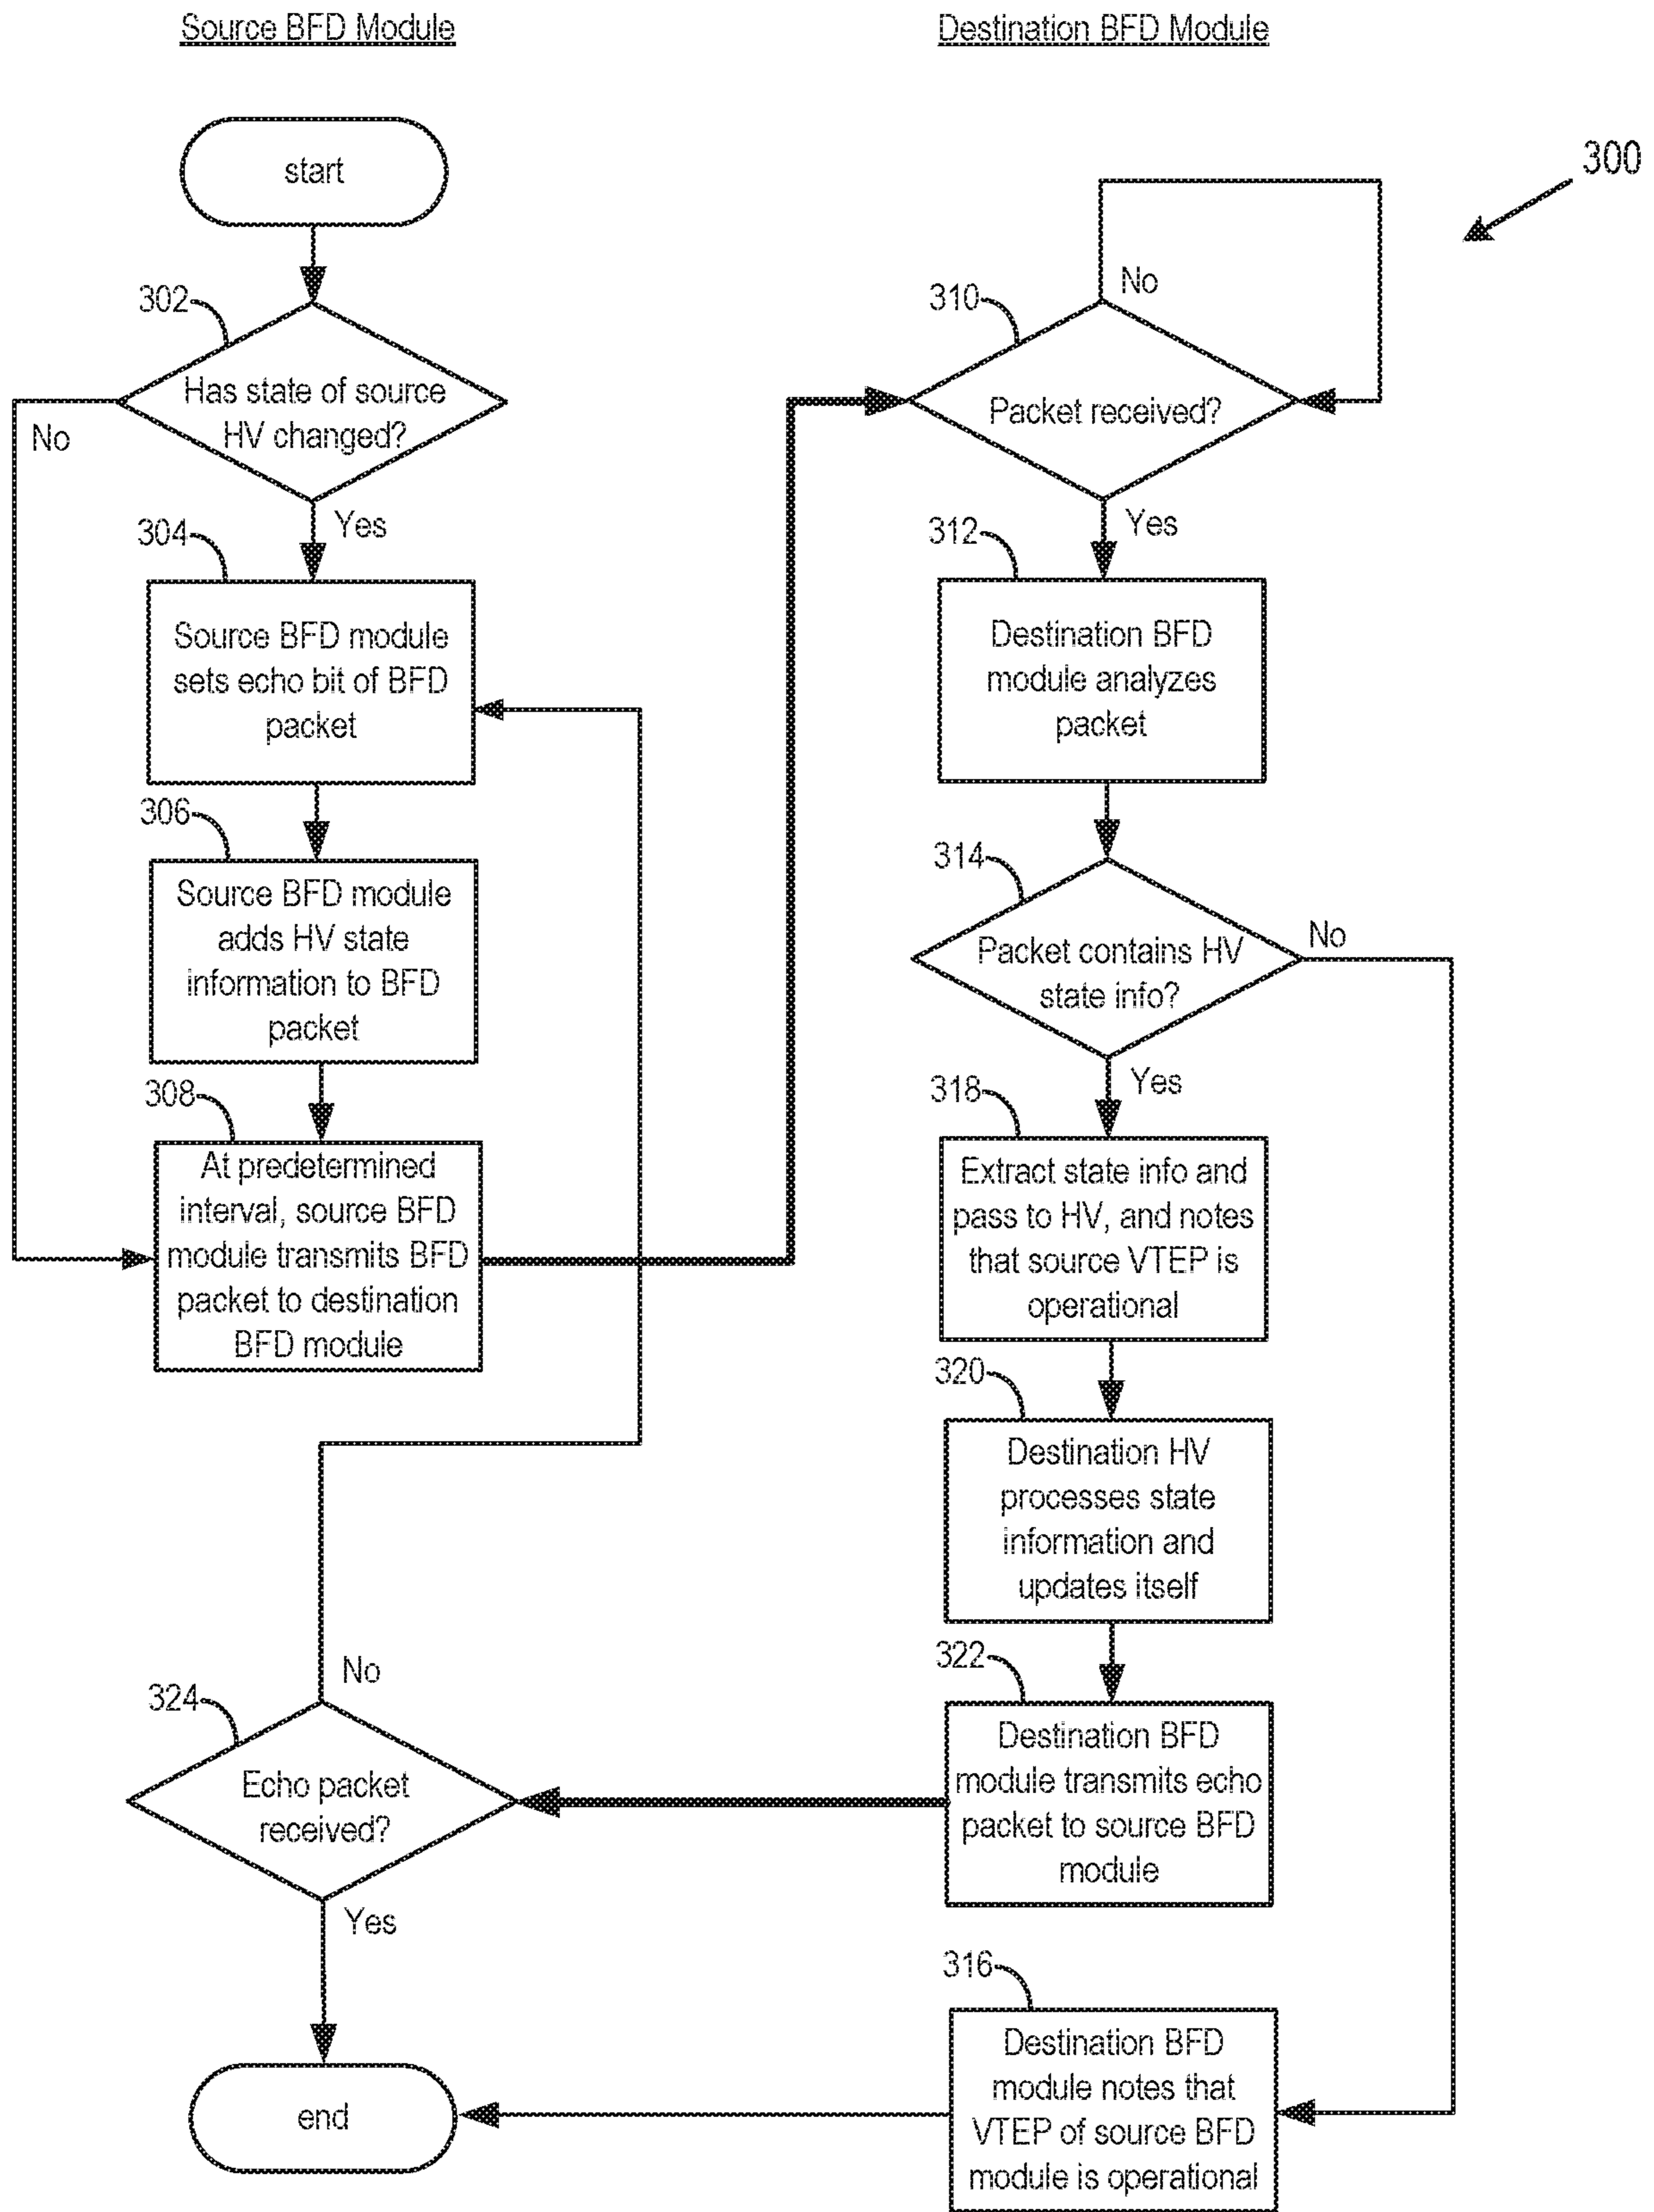 Source BFD Module
Destination BFD Module
300
start
302
Has state of source
HV changed?
No
Yes
304
Source BFD module
sets echo bit of BFD
packet
306
Source BFD module
adds HV state
information to BFD
packet
308
At predetermined
interval, source BFD
module transmits BFD
packet to destination
BFD module
310
No
Packet received?
Yes
312
Destination BFD
module analyzes
packet
314
Packet contains HV
state info?
No
Yes
318
Extract state info and
pass to HV, and notes
that source VTEP is
operational
320
Destination HV
processes state
information and
updates itself
322
Destination BFD
module transmits echo
packet to source BFD
module
324
No
Echo packet
received?
Yes
316
Destination BFD
module notes that
VTEP of source BFD
module is operational
end